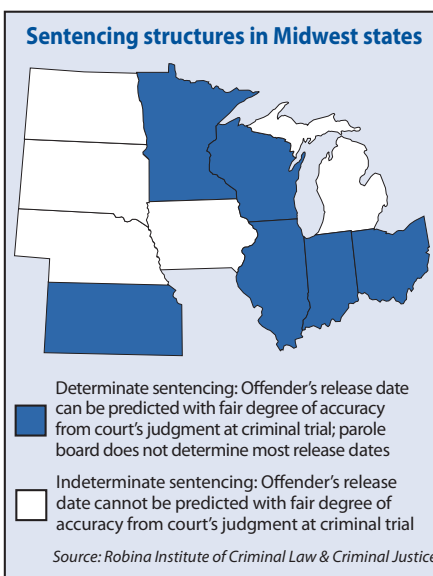 Sentencing structures in Midwest states
Determinate sentencing: Offender’s release date
can be predicted with fair degree of accuracy
from court’s judgment at criminal trial; parole
board does not determine most release dates
Indeterminate sentencing: Offender’s release
date cannot be predicted with fair degree of
accuracy from court’s judgment at criminal trial
Source: Robina Institute of Criminal Law & Criminal Justice